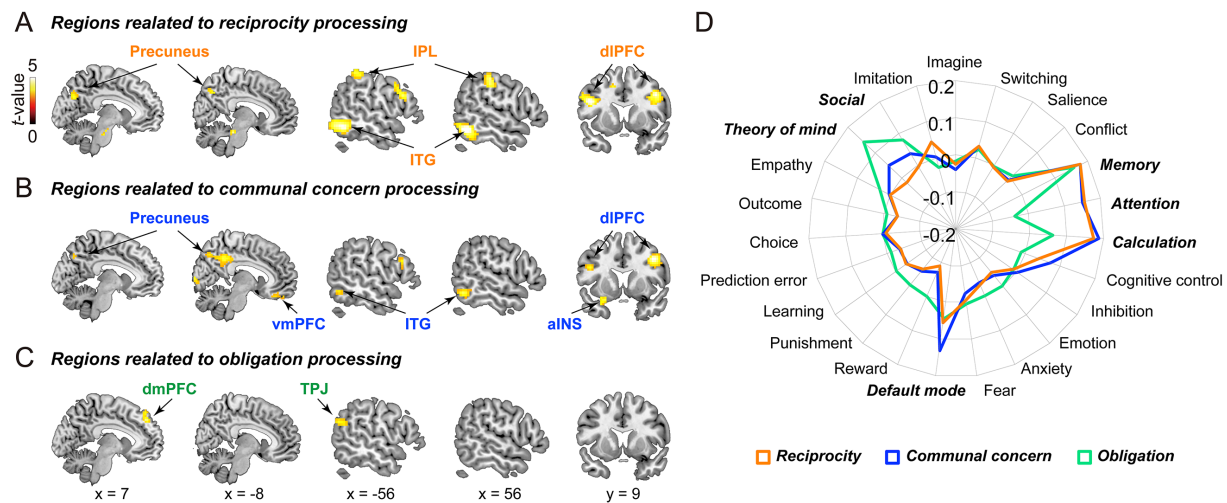 A Regions realated to reciprocity processing
Precuneus
IPL
dlPFC
5
t-value
0
ITG
B Regions realated to communal concern processing
Precuneus
dlPFC
vmPFC
ITG
aINS
C Regions realated to obligation processing
dmPFC
TPJ
x = 7
x = -8
x = -56
x = 56
y = 9
D
Imagine
Switching
Salience
Conflict
Memory
Attention
Calculation
Cognitive control
Inhibition
Emotion
Anxiety
Fear
Default mode
Reward
Punishment
Learning
Prediction error
Choice
Outcome
Empathy
Theory of mind
Social
Imitation
0.2
0.1
0
-0.1
-0.2
Reciprocity
Communal concern
Obligation